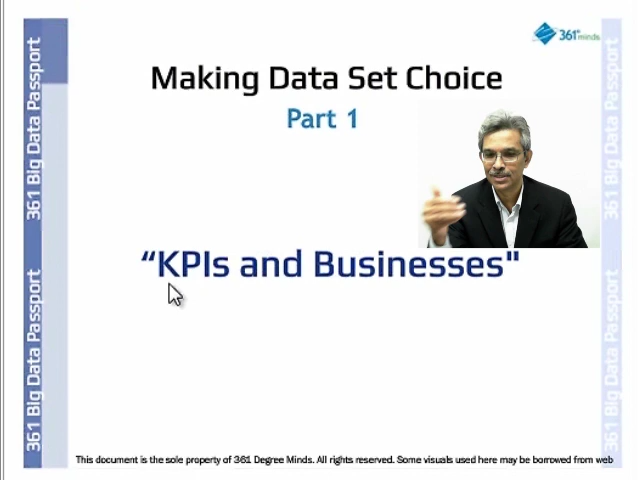 361°minds
Making Data Set Choice
Part 1
“KPIs and Businesses"
361 Big Data Passport
361 Big Data Passport
361 Big Data Passport
361 Big Data Passport
This document is the sole property of 361 Degree Minds. All rights reserved. Some visuals used here may be borrowed from web